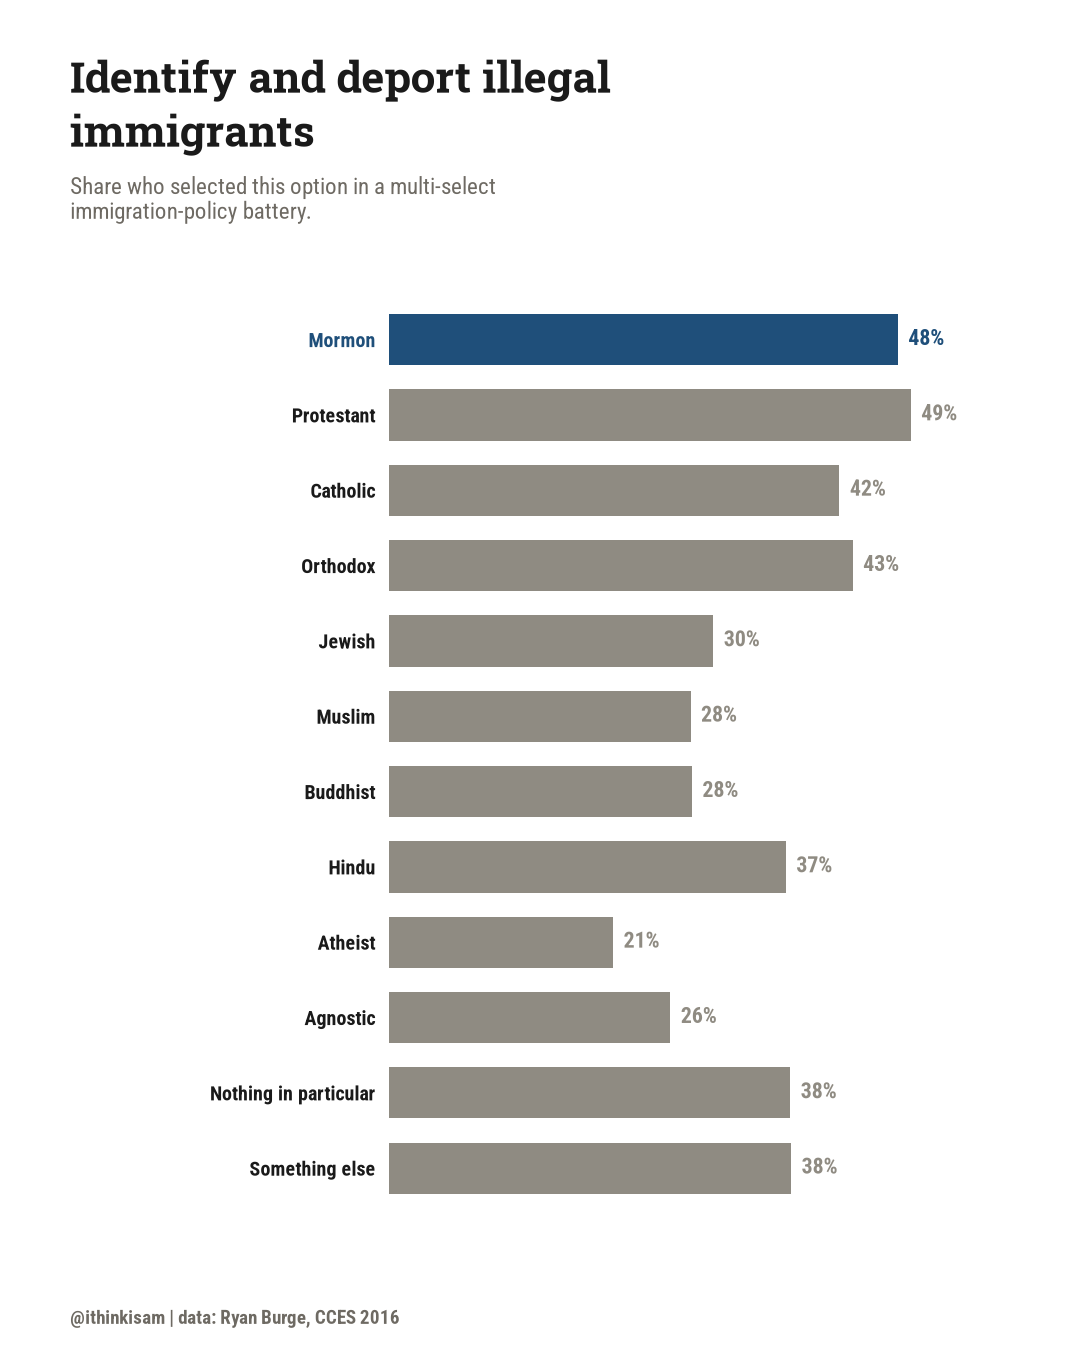 Identify and deport illegal
immigrants
Share who selected this option in a multi-select
immigration-policy battery.
Mormon 48%
Protestant 49%
Catholic 42%
Orthodox 43%
Jewish 30%
Muslim 28%
Buddhist 28%
Hindu 37%
Atheist 21%
Agnostic 26%
Nothing in particular 38%
Something else 38%
@ithinkisam | data: Ryan Burge, CCES 2016